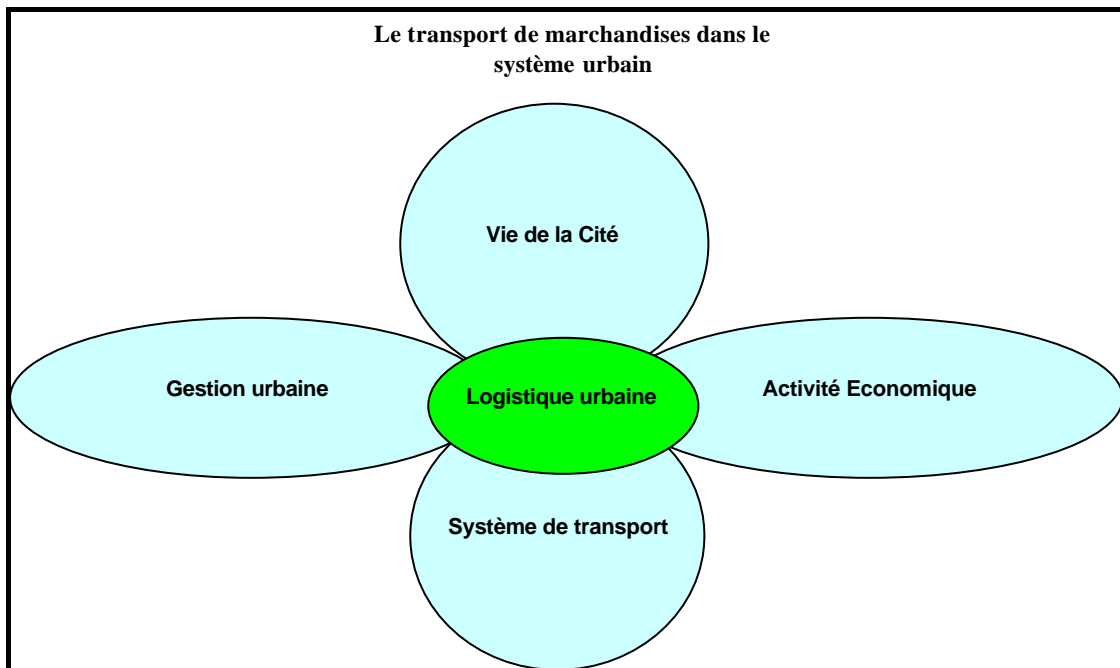 Le transport de marchandises dans le
système urbain
Vie de la Cité
Gestion urbaine
Logistique urbaine
Activité Economique
Système de transport